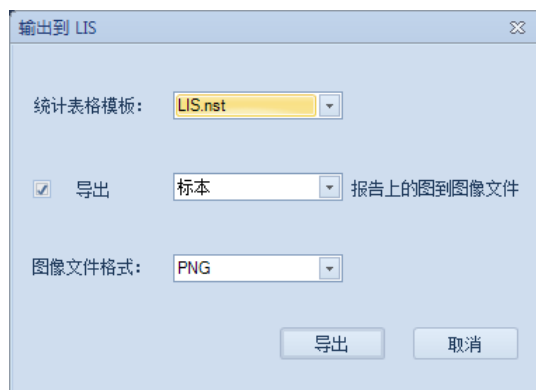 输出到 LIS
统计表格模板: LIS.nst
导出 标本 报告上的图到图像文件
图像文件格式: PNG
导出 取消